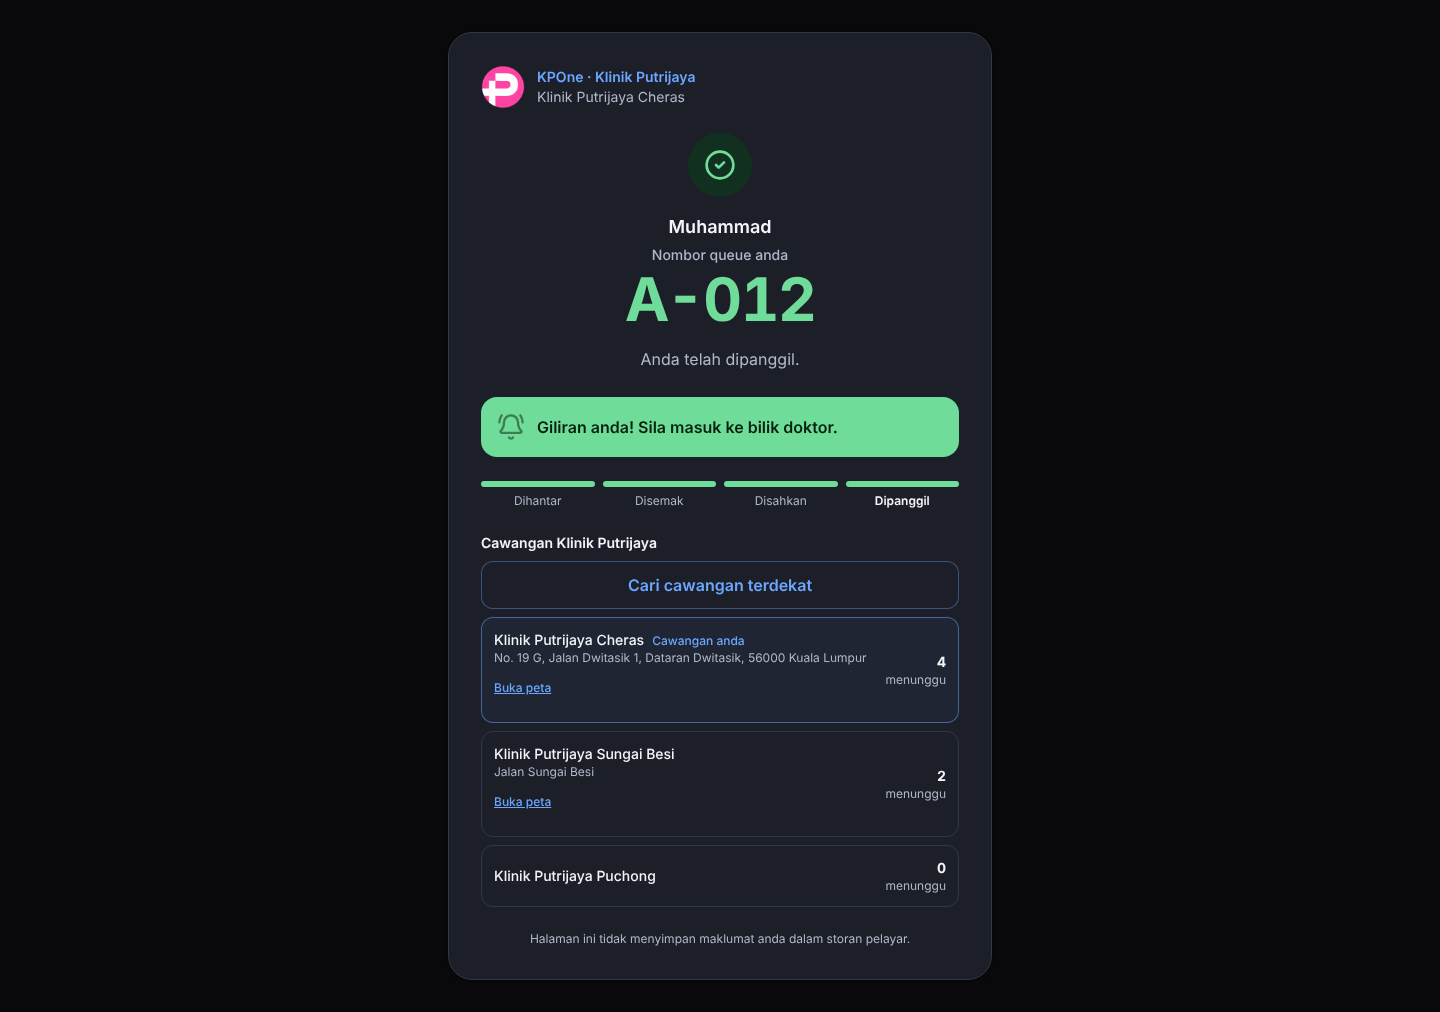 KPOne · Klinik Putrijaya
Klinik Putrijaya Cheras
Muhammad
Nombor queue anda
A-012
Anda telah dipanggil.
Giliran anda! Sila masuk ke bilik doktor.
Dihantar
Disemak
Disahkan
Dipanggil
Cawangan Klinik Putrijaya
Cari cawangan terdekat
Klinik Putrijaya Cheras Cawangan anda
No. 19 G, Jalan Dwitasik 1, Dataran Dwitasik, 56000 Kuala Lumpur
4
menunggu
Buka peta
Klinik Putrijaya Sungai Besi
Jalan Sungai Besi
2
menunggu
Buka peta
Klinik Putrijaya Puchong
0
menunggu
Halaman ini tidak menyimpan maklumat anda dalam storan pelayar.